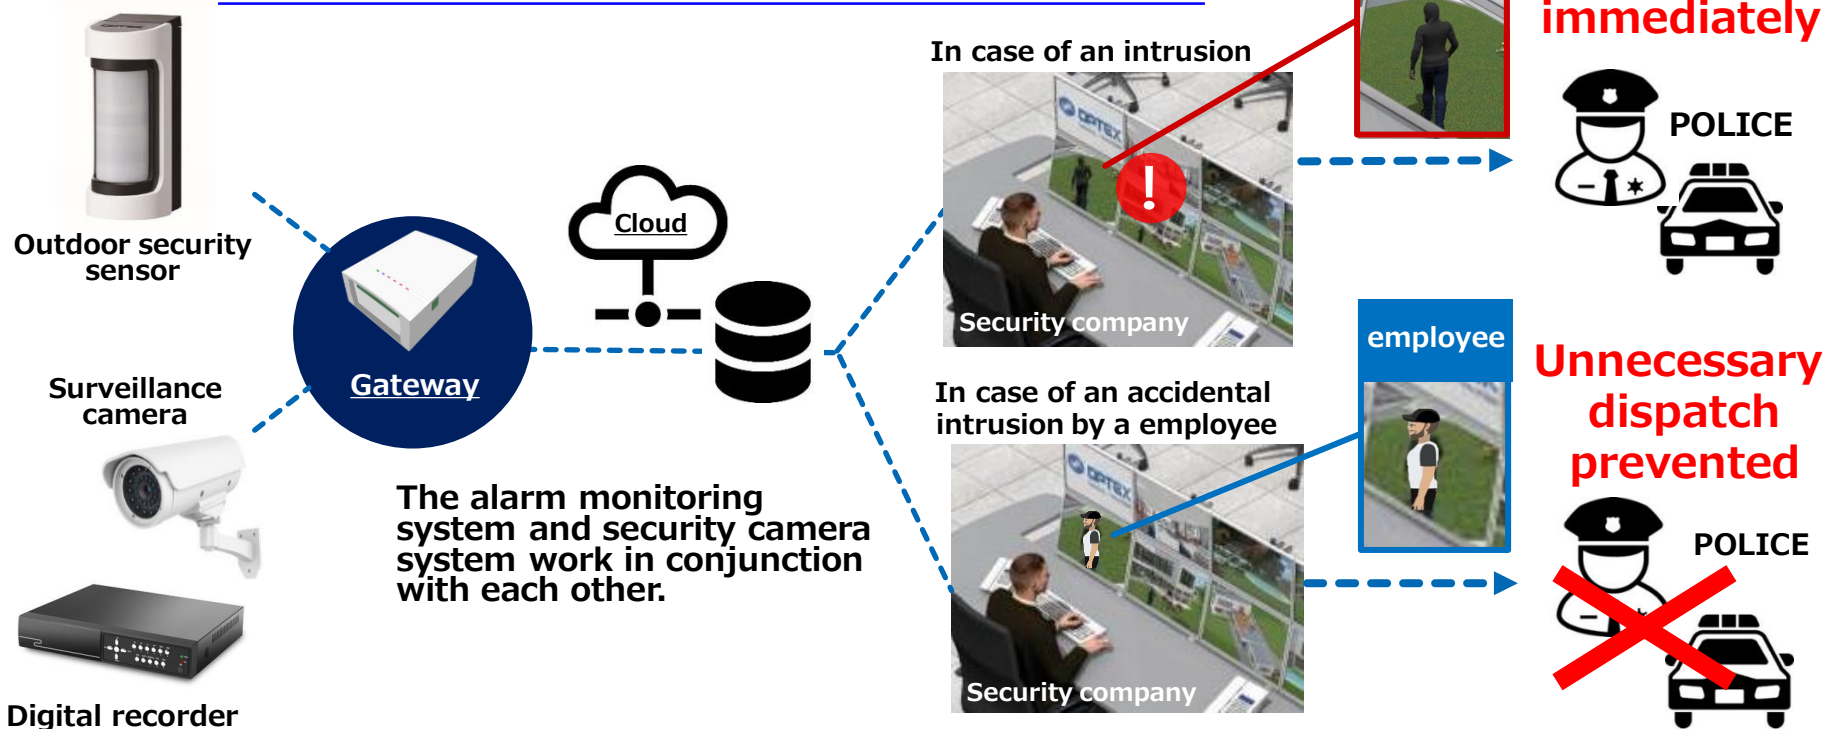 immediately
In case of an intrusion
OPTEX
POLICE
Cloud
Outdoor security
sensor
Security company
Gateway
employee
Unnecessary
dispatch
prevented
Surveillance
camera
In case of an accidental
intrusion by a employee
OPTEX
The alarm monitoring
system and security camera
system work in conjunction
with each other.
POLICE
Security company
Digital recorder